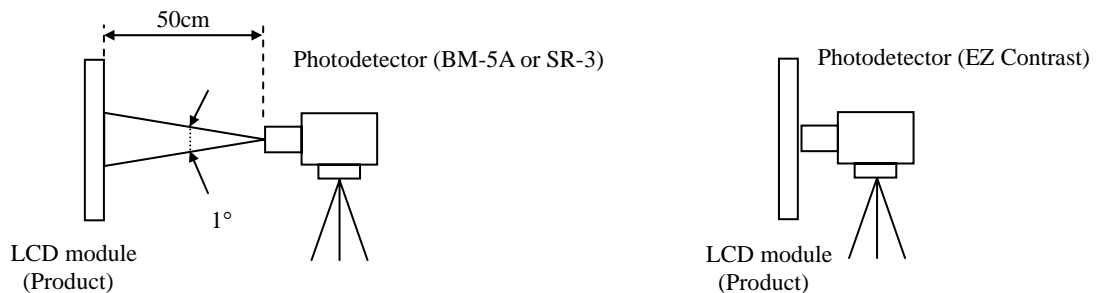 50cm
Photodetector (BM-5A or SR-3)
1°
LCD module
(Product)
Photodetector (EZ Contrast)
LCD module
(Product)